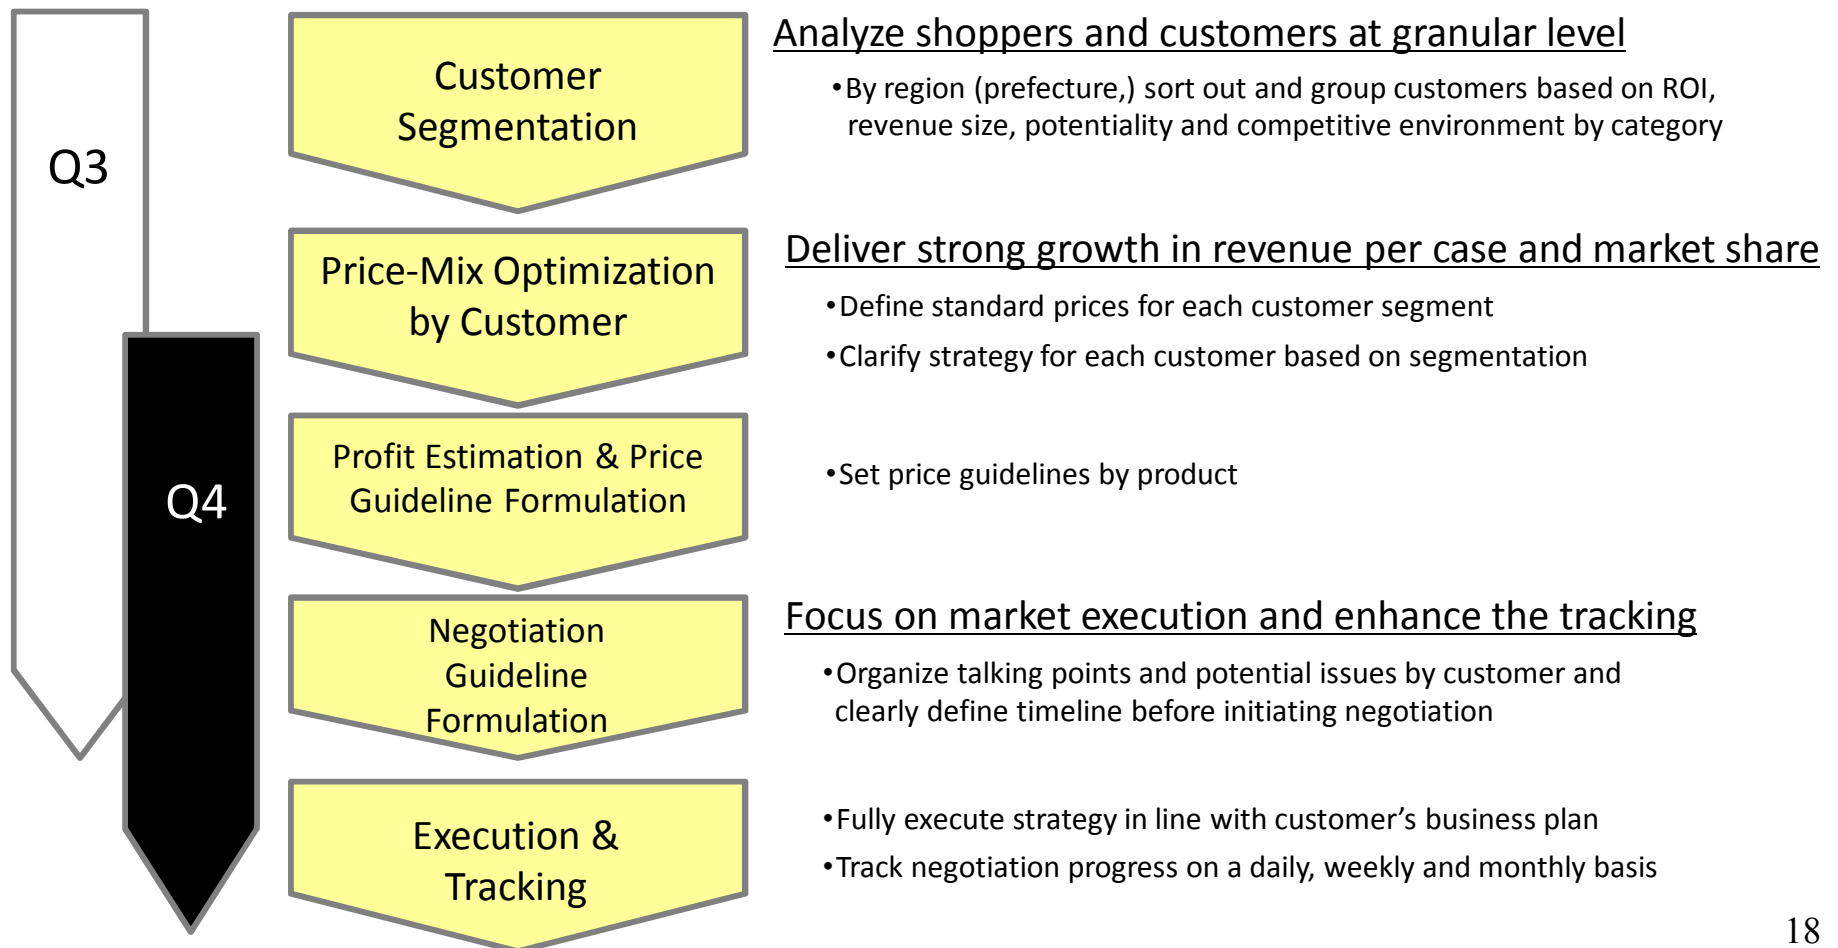 Q3
Q4
Customer
Segmentation
Analyze shoppers and customers at granular level
•By region (prefecture,) sort out and group customers based on ROI,
revenue size, potentiality and competitive environment by category
Price-Mix Optimization
by Customer
Deliver strong growth in revenue per case and market share
•Define standard prices for each customer segment
•Clarify strategy for each customer based on segmentation
Profit Estimation & Price
Guideline Formulation
•Set price guidelines by product
Negotiation
Guideline
Formulation
Focus on market execution and enhance the tracking
•Organize talking points and potential issues by customer and
clearly define timeline before initiating negotiation
Execution &
Tracking
•Fully execute strategy in line with customer’s business plan
•Track negotiation progress on a daily, weekly and monthly basis
18